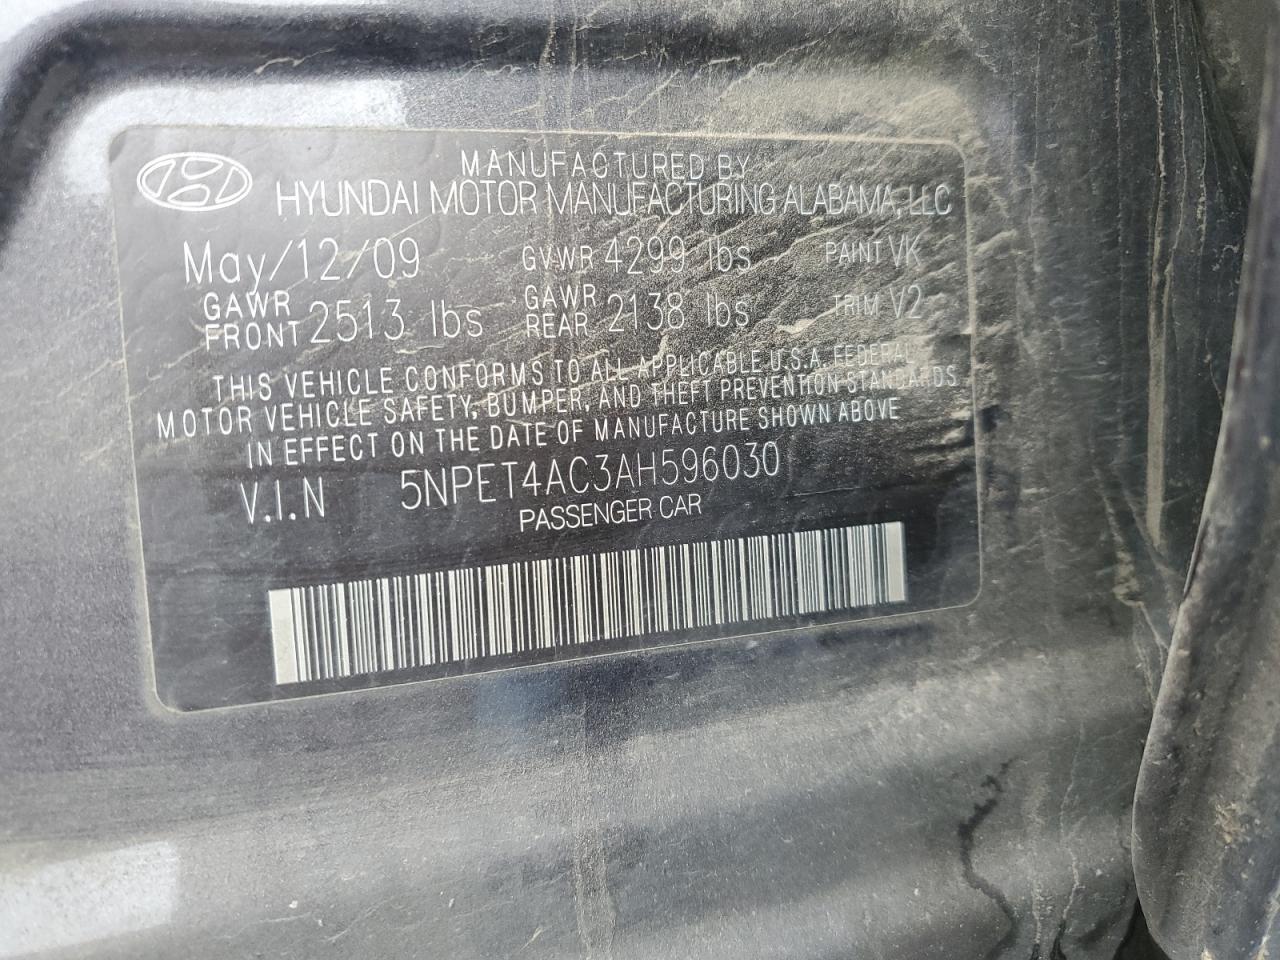 MANUFACTURED BY
HYUNDAI MOTOR MANUFACTURING ALABAMA, LLC
May/12/09 GVWR 4299 lbs PAINT VK
GAWR FRONT 2513 lbs GAWR REAR 2138 lbs TRIM V2
THIS VEHICLE CONFORMS TO ALL APPLICABLE U.S.A. FEDERAL
MOTOR VEHICLE SAFETY, BUMPER, AND THEFT PREVENTION STANDARDS
IN EFFECT ON THE DATE OF MANUFACTURE SHOWN ABOVE
V.I.N 5NPET4AC3AH596030
PASSENGER CAR